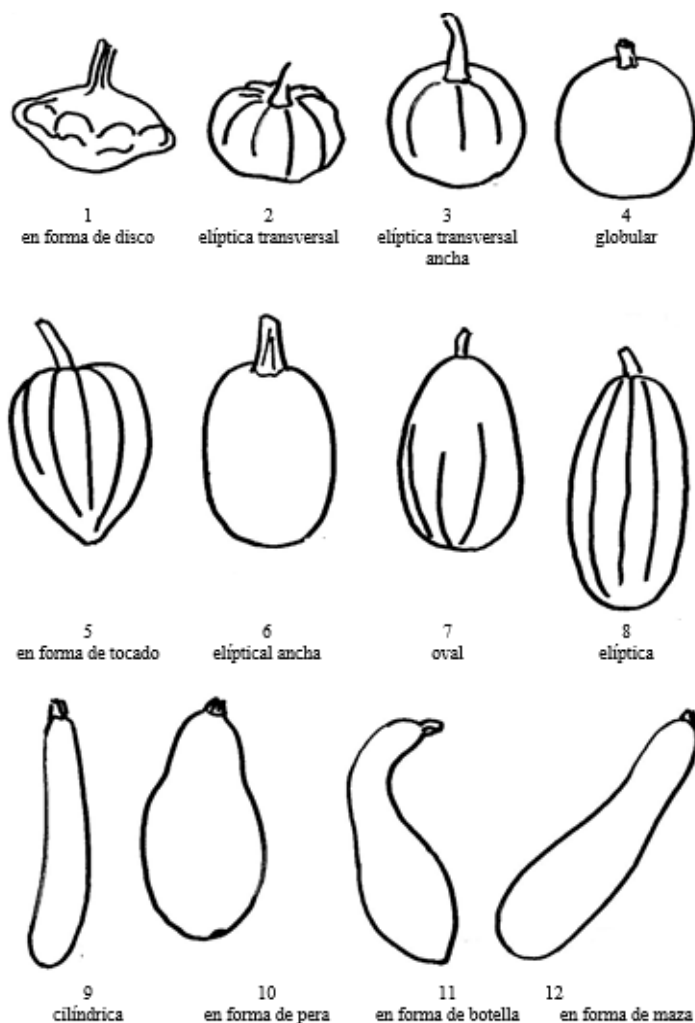 1 2 3 4
en forma de disco elíptica transversal elíptica transversal globular
ancha
5 6 7 8
en forma de tocado elíptical ancha oval elíptica
9 10 11 12
cilíndrica en forma de pera en forma de botella en forma de maza